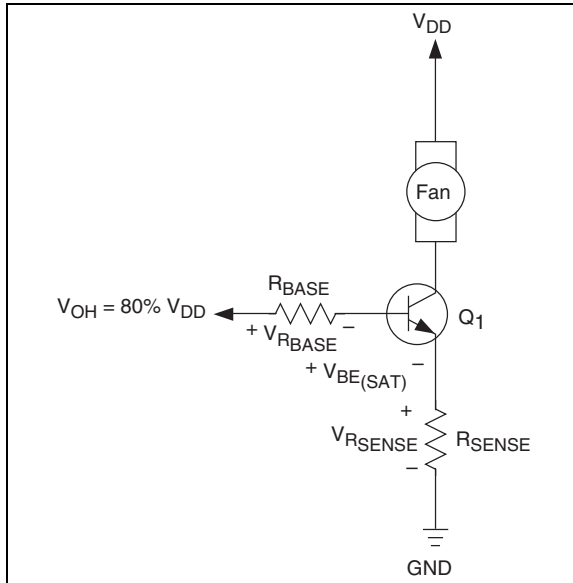 VDD
Fan
RBASE
VOH = 80% VDD
Q1
+ VRBASE –
+ VBE(SAT) –
+
VRSENSE RSENSE
–
GND